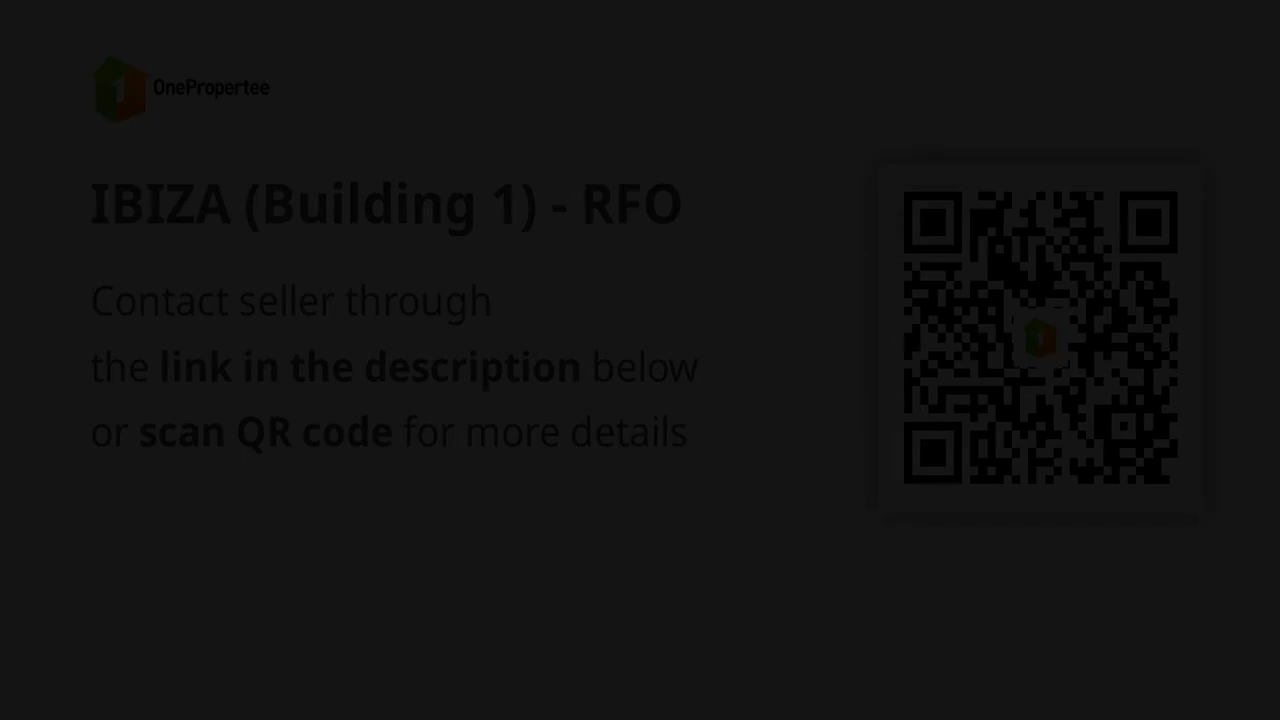 OnePropertee
IBIZA (Building 1) - RFO
Contact seller through
the link in the description below
or scan QR code for more details